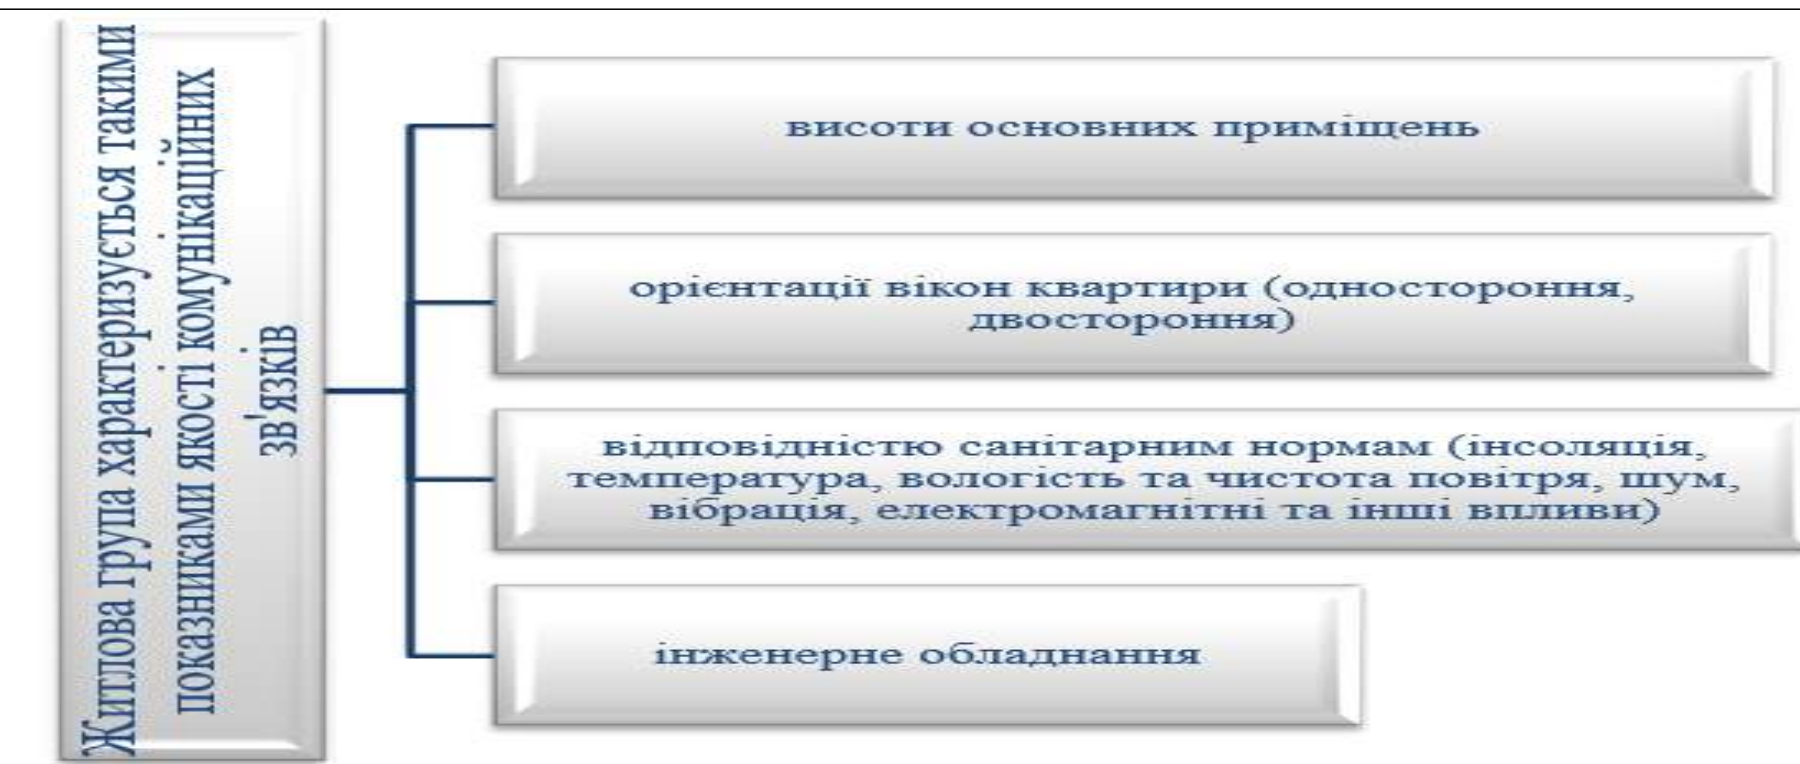 Житлова група характеризується такими
показниками якості комунікаційних
зв'язків
висоти основних приміщень
орієнтації вікон квартири (одностороння,
двостороння)
відповідністю санітарним нормам (інсоляція,
температура, вологість та чистота повітря, шум,
вібрація, електромагнітні та інші впливи)
інженерне обладнання